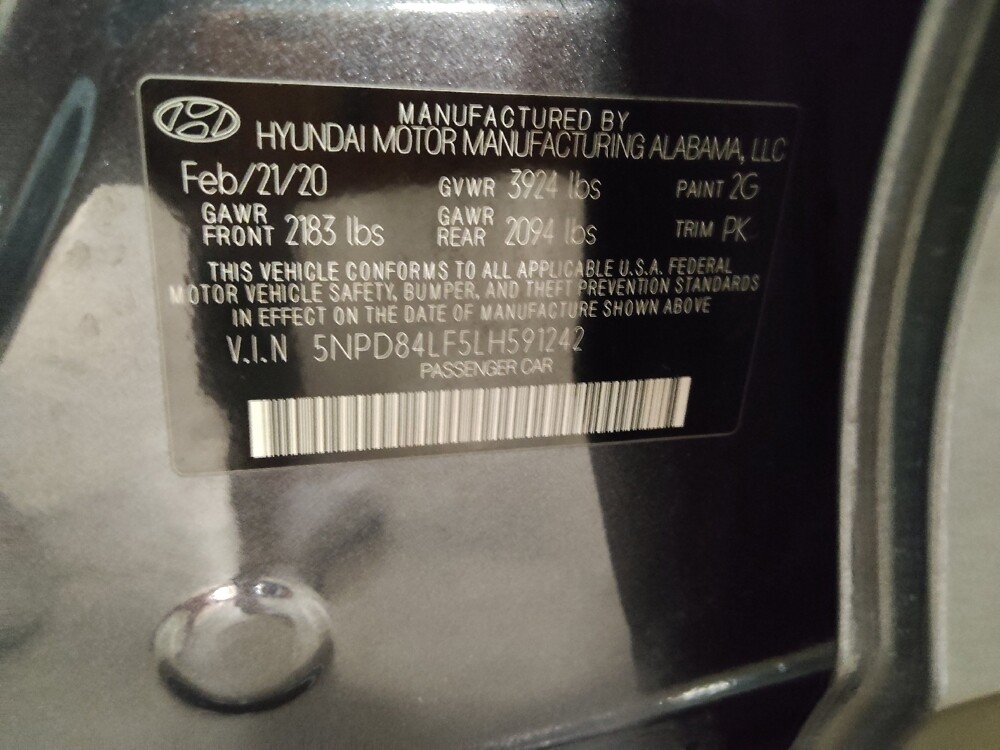 MANUFACTURED BY
HYUNDAI MOTOR MANUFACTURING ALABAMA, LLC
Feb/21/20 GVWR 3924 lbs PAINT 2G
GAWR FRONT 2183 lbs GAWR REAR 2094 lbs TRIM PK
THIS VEHICLE CONFORMS TO ALL APPLICABLE U.S.A. FEDERAL
MOTOR VEHICLE SAFETY, BUMPER, AND THEFT PREVENTION STANDARDS
IN EFFECT ON THE DATE OF MANUFACTURE SHOWN ABOVE
V.I.N 5NPD84LF5LH591242
PASSENGER CAR